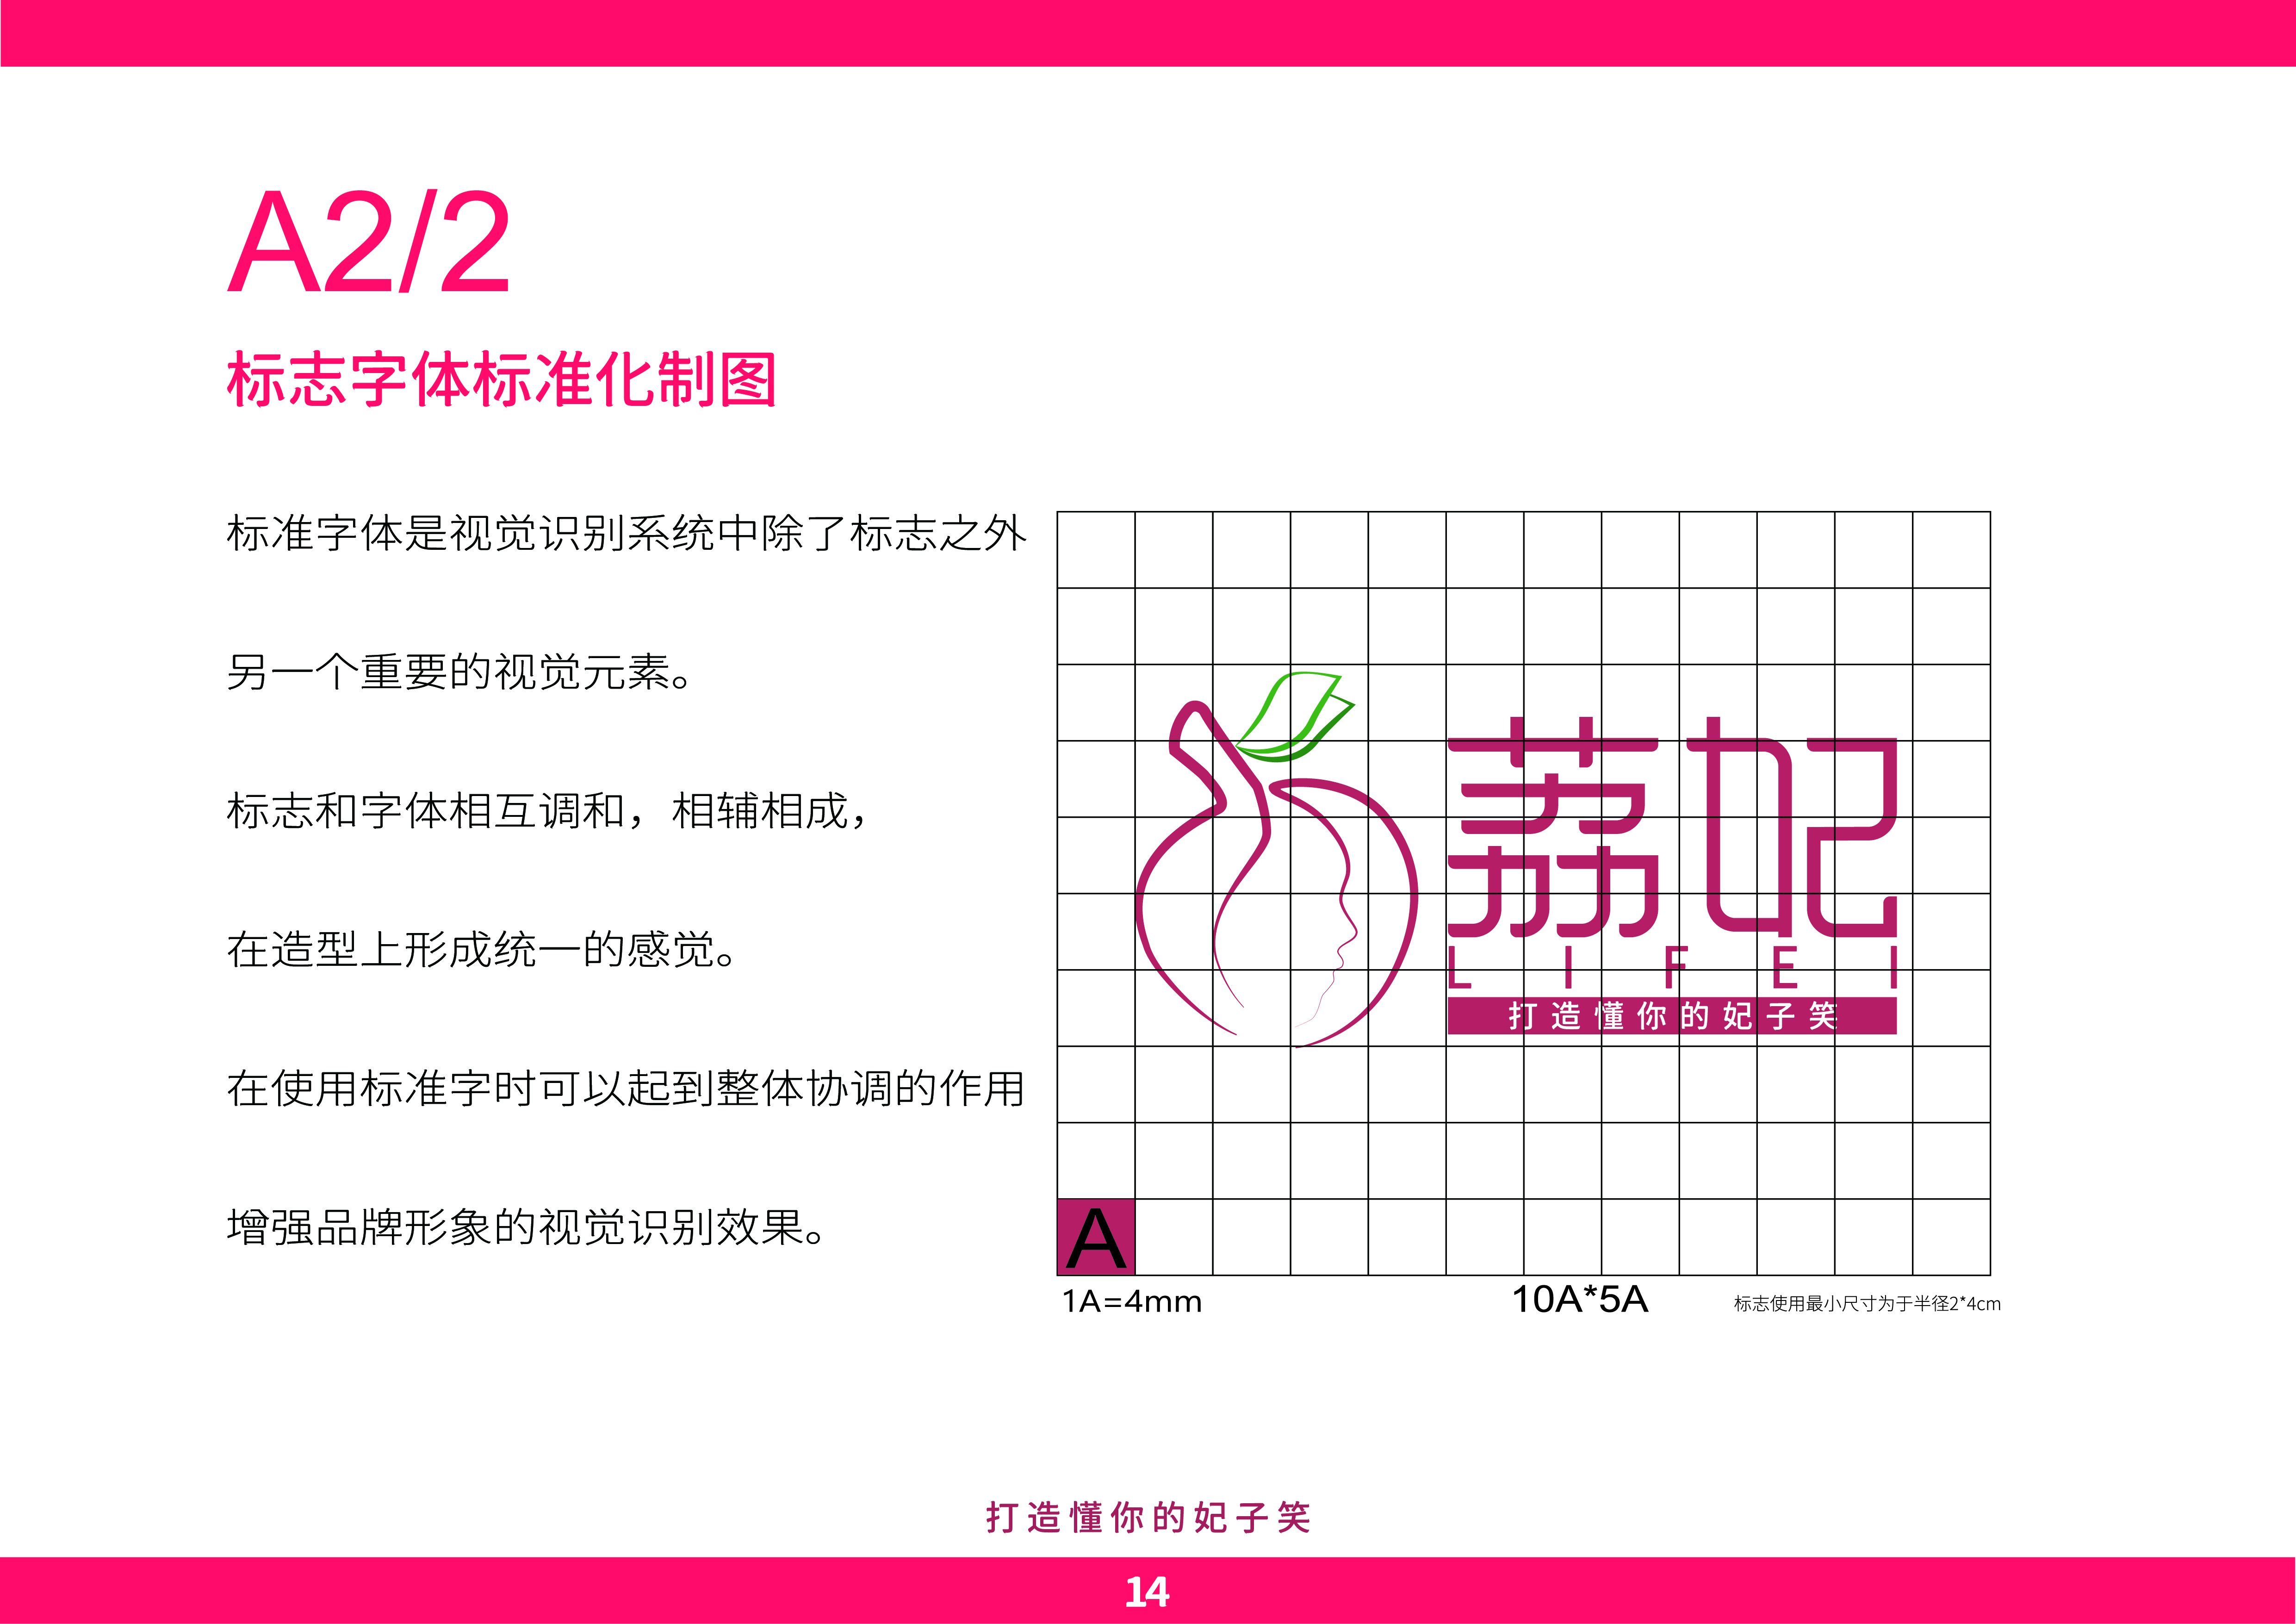 A2/2
标志字体标准化制图
标准字体是视觉识别系统中除了标志之外
另一个重要的视觉元素。
标志和字体相互调和，相辅相成，
在造型上形成统一的感觉。
在使用标准字时可以起到整体协调的作用
增强品牌形象的视觉识别效果。
荔妃
LIFEI
打造懂你的妃子笑
A
1A=4mm
10A*5A
标志使用最小尺寸为于半径2*4cm
打造懂你的妃子笑
14